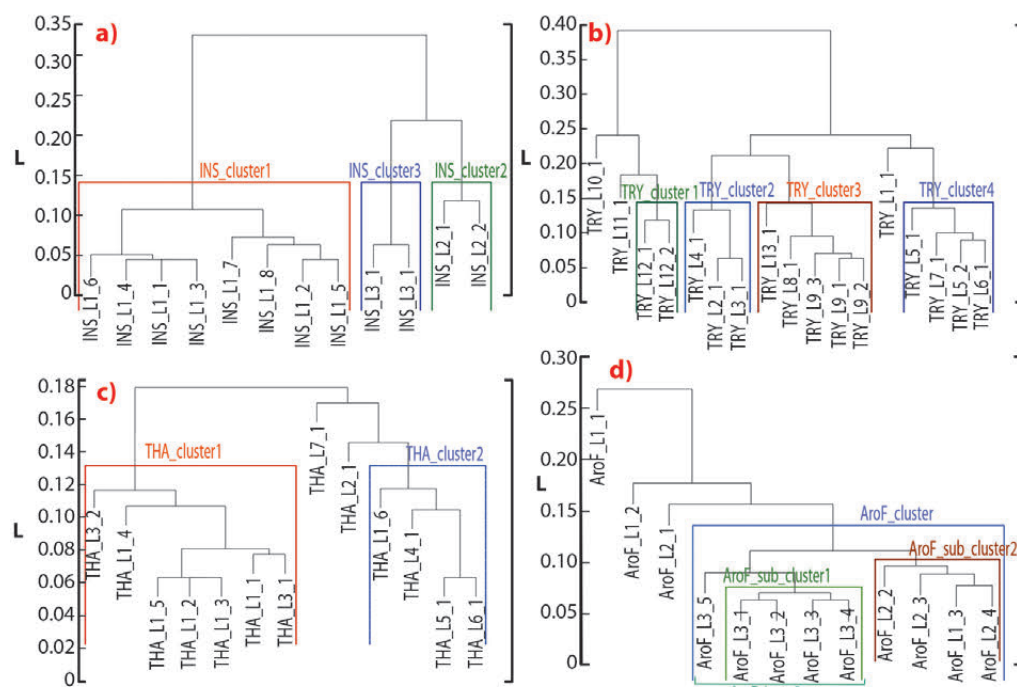 a)
0.35
0.30
0.25
0.20
0.15
0.10
0.05
0
L
INS_cluster1
INS_cluster3
INS_cluster2
INS_L1_6
INS_L1_4
INS_L1_1
INS_L1_3
INS_L1_7
INS_L1_8
INS_L1_2
INS_L1_5
INS_L3_1
INS_L3_1
INS_L2_1
INS_L2_2
b)
0.40
0.35
0.30
0.25
0.20
0.15
0.10
0.05
0
L
TRY_cluster1
TRY_cluster2
TRY_cluster3
TRY_cluster4
TRY_L10_1
TRY_L11_1
TRY_L12_1
TRY_L12_2
TRY_L4_1
TRY_L2_1
TRY_L3_1
TRY_L13_1
TRY_L8_1
TRY_L9_3
TRY_L9_1
TRY_L9_2
TRY_L1_1
TRY_L5_1
TRY_L7_1
TRY_L5_2
TRY_L6_1
c)
0.18
0.16
0.14
0.12
0.10
0.08
0.06
0.04
0.02
0
L
THA_cluster1
THA_cluster2
THA_L3_2
THA_L1_4
THA_L1_5
THA_L1_2
THA_L1_3
THA_L1_1
THA_L3_1
THA_L7_1
THA_L2_1
THA_L1_6
THA_L4_1
THA_L5_1
THA_L6_1
d)
0.30
0.25
0.20
0.15
0.10
0.05
0
L
AroF_cluster
AroF_sub_cluster1
AroF_sub_cluster2
AroF_L1_1
AroF_L1_2
AroF_L2_1
AroF_L3_5
AroF_L3_1
AroF_L3_2
AroF_L3_3
AroF_L3_4
AroF_L2_2
AroF_L2_3
AroF_L1_3
AroF_L2_4